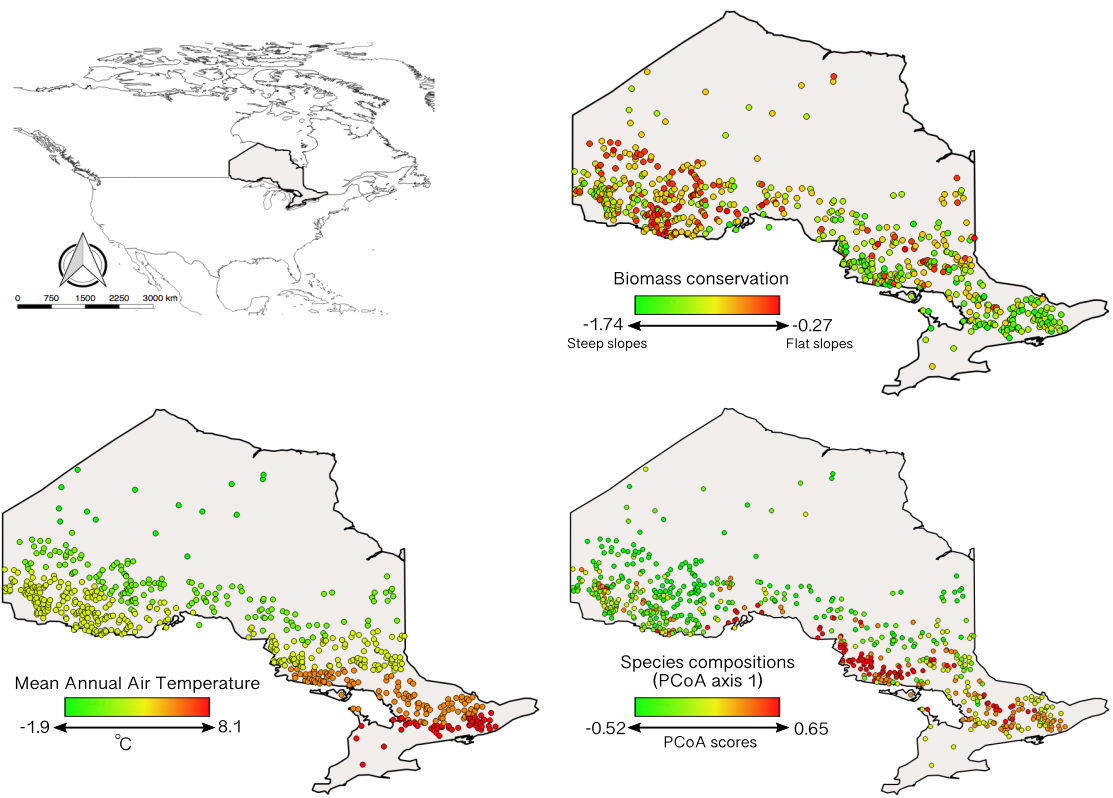 0 750 1500 2250 3000 km
Biomass conservation
-1.74 -0.27
Steep slopes Flat slopes
Mean Annual Air Temperature
-1.9 8.1
°C
Species compositions
(PCoA axis 1)
-0.52 0.65
PCoA scores